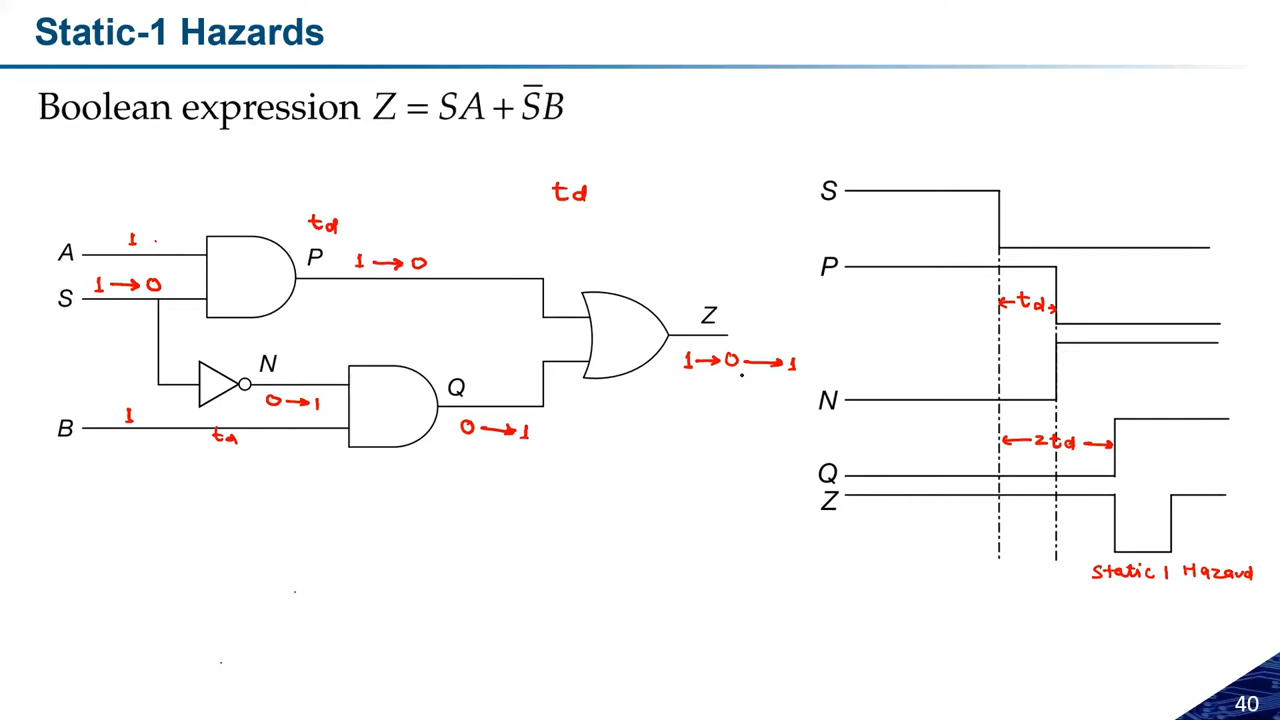 Static-1 Hazards
Boolean expression Z = SA + S̅B
td
td
A 1
P 1→0
S 1→0
Z
1→0→1
N
0→1
Q
0→1
B 1
td
S
P
td
N
2td
Q
Z
Static 1 Hazard
40